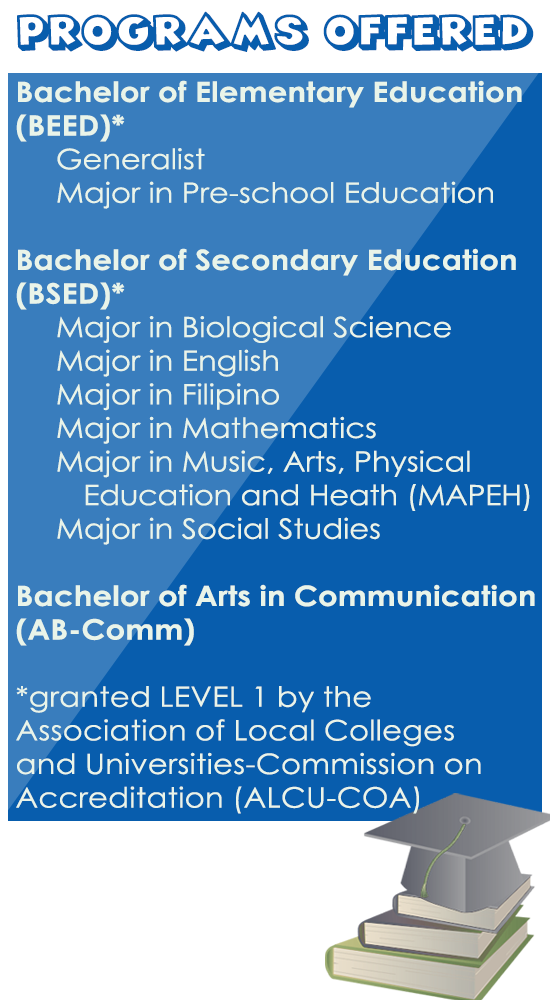 PROGRAMS OFFERED
Bachelor of Elementary Education
(BEED)*
Generalist
Major in Pre-school Education
Bachelor of Secondary Education
(BSED)*
Major in Biological Science
Major in English
Major in Filipino
Major in Mathematics
Major in Music, Arts, Physical
Education and Heath (MAPEH)
Major in Social Studies
Bachelor of Arts in Communication
(AB-Comm)
*granted LEVEL 1 by the
Association of Local Colleges
and Universities-Commission on
Accreditation (ALCU-COA)